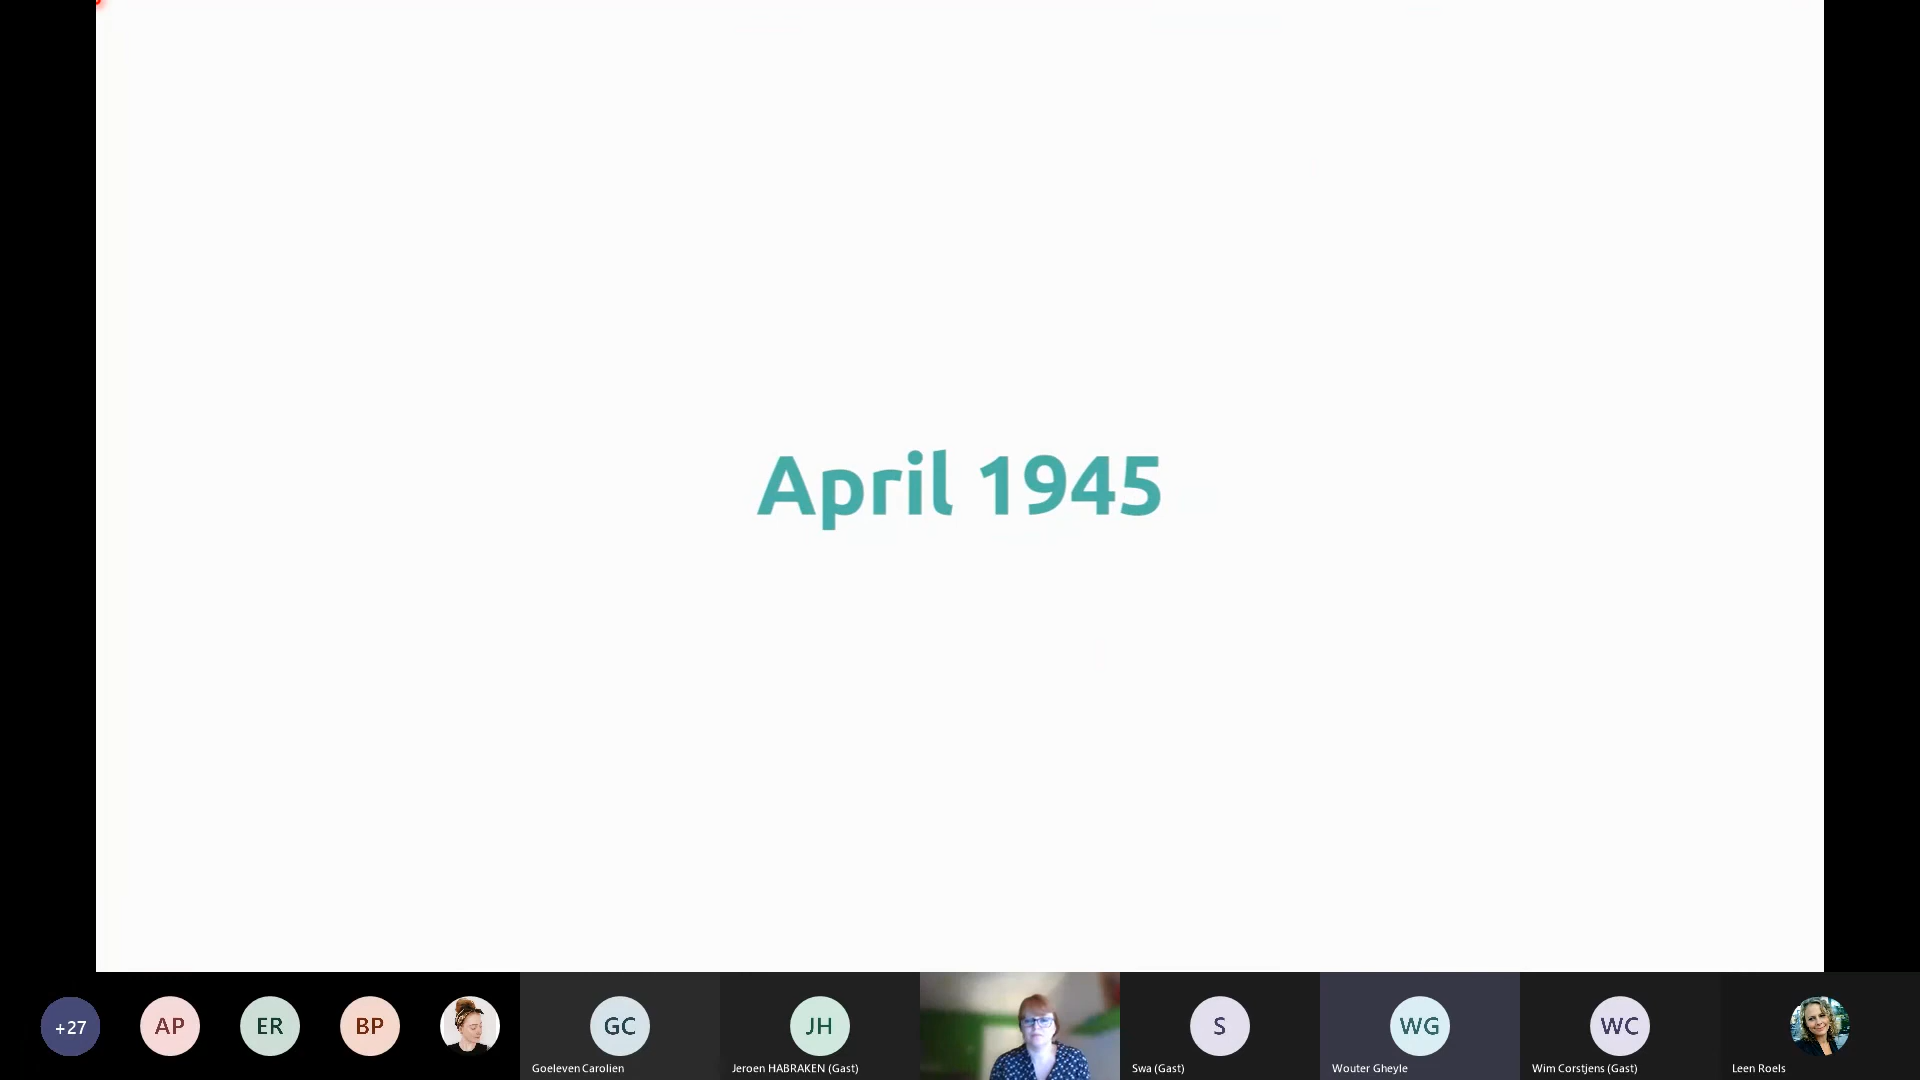 April 1945
+27
AP
ER
BP
GC
JH
S
WG
WC
Goeleven Carolien
Jeroen HABRAKEN (Gast)
Swa (Gast)
Wouter Gheyle
Wim Corstjens (Gast)
Leen Roels